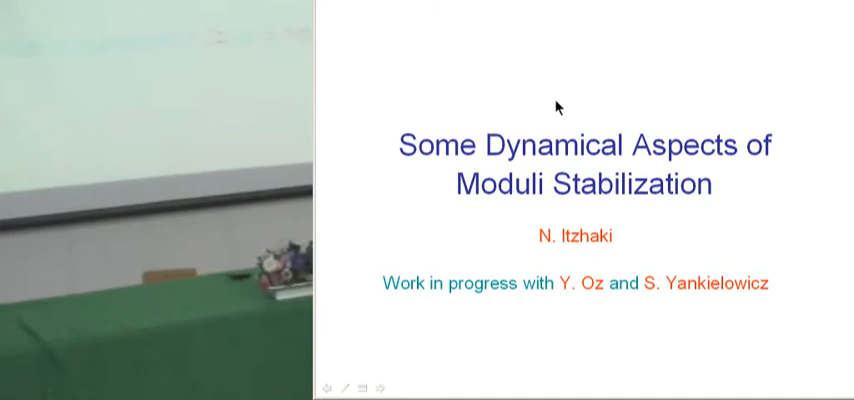 Some Dynamical Aspects of
Moduli Stabilization
N. Itzhaki
Work in progress with Y. Oz and S. Yankielowicz